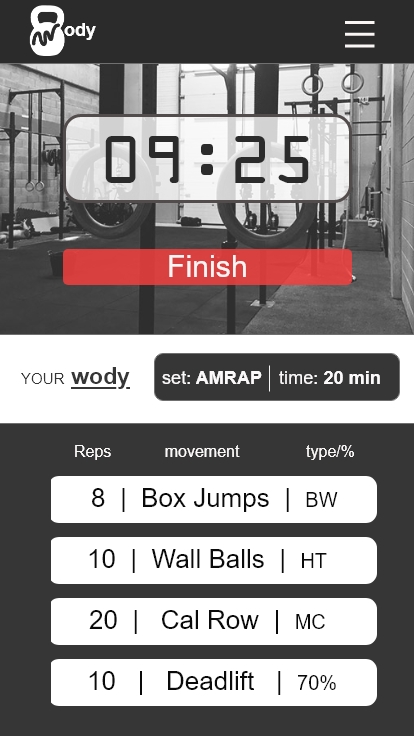 Wody
09:25
Finish
YOUR wody set: AMRAP | time: 20 min
Reps movement type/%
8 | Box Jumps | BW
10 | Wall Balls | HT
20 | Cal Row | MC
10 | Deadlift | 70%